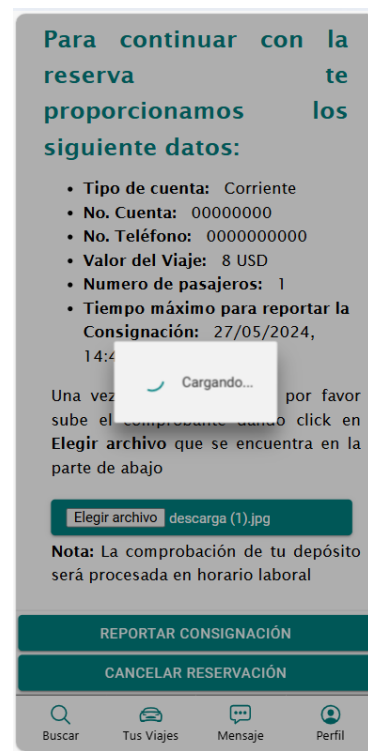 Para continuar con la
reserva te
proporcionamos los
siguiente datos:
• Tipo de cuenta: Corriente
• No. Cuenta: 00000000
• No. Teléfono: 0000000000
• Valor del Viaje: 8 USD
• Numero de pasajeros: 1
• Tiempo máximo para reportar la
Consignación: 27/05/2024,
14:4
Cargando...
Una vez por favor
sube el comprobante dando click en
Elegir archivo que se encuentra en la
parte de abajo
Elegir archivo descarga (1).jpg
Nota: La comprobación de tu depósito
será procesada en horario laboral
REPORTAR CONSIGNACIÓN
CANCELAR RESERVACIÓN
Buscar Tus Viajes Mensaje Perfil